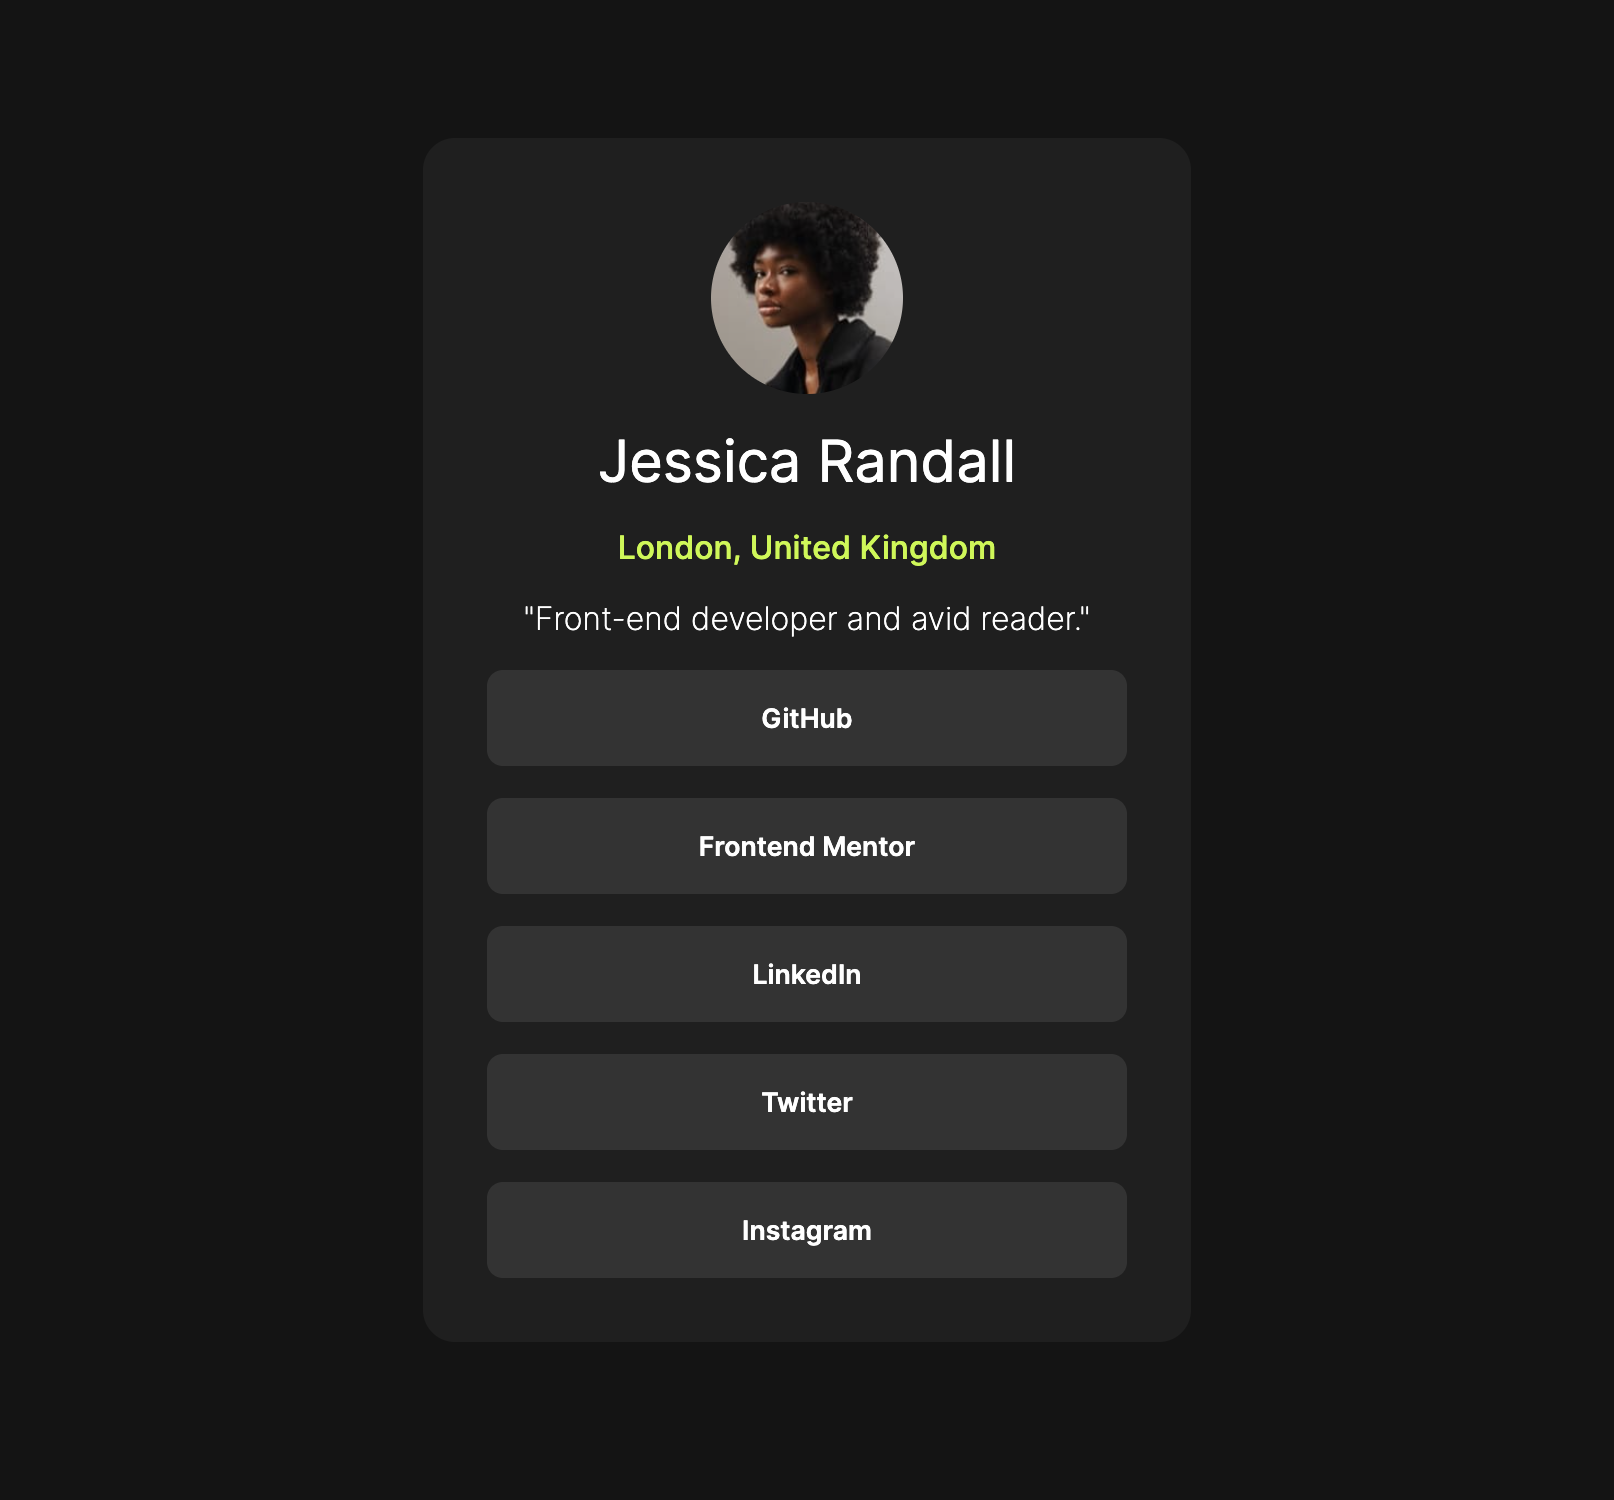 Jessica Randall
London, United Kingdom
"Front-end developer and avid reader."
GitHub
Frontend Mentor
LinkedIn
Twitter
Instagram